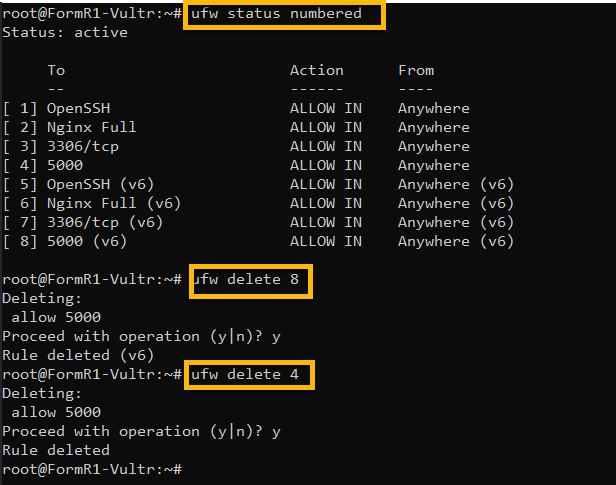 root@FormR1-Vultr:~# ufw status numbered
Status: active
To Action From
-- ------ ----
[ 1] OpenSSH ALLOW IN Anywhere
[ 2] Nginx Full ALLOW IN Anywhere
[ 3] 3306/tcp ALLOW IN Anywhere
[ 4] 5000 ALLOW IN Anywhere
[ 5] OpenSSH (v6) ALLOW IN Anywhere (v6)
[ 6] Nginx Full (v6) ALLOW IN Anywhere (v6)
[ 7] 3306/tcp (v6) ALLOW IN Anywhere (v6)
[ 8] 5000 (v6) ALLOW IN Anywhere (v6)
root@FormR1-Vultr:~# ufw delete 8
Deleting:
allow 5000
Proceed with operation (y|n)? y
Rule deleted (v6)
root@FormR1-Vultr:~# ufw delete 4
Deleting:
allow 5000
Proceed with operation (y|n)? y
Rule deleted
root@FormR1-Vultr:~#